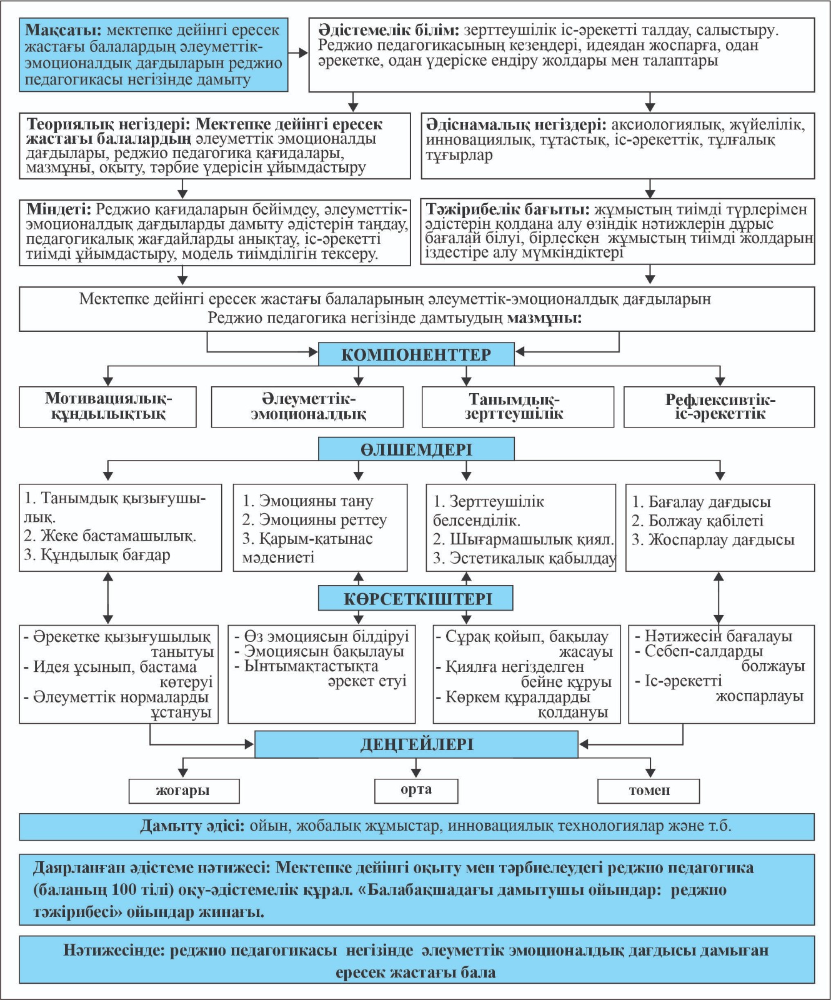 Мақсаты: мектепке дейінгі ересек
жастағы балалардың әлеуметтік-
эмоционалдық дағдыларын реджио
педагогикасы негізінде дамыту
Әдістемелік білім: зерттеушілік іс-әрекетті талдау, салыстыру.
Реджио педагогикасының кезеңдері, идеядан жоспарға, одан
әрекетке, одан үдеріске ендіру жолдары мен талаптары
Теориялық негіздері: Мектепке дейінгі ересек
жастағы балалардың әлеуметтік эмоционалды
дағдылары, реджио педагогика қағидалары,
мазмұны, оқыту, тәрбие үдерісін ұйымдастыру
Әдіснамалық негіздері: аксиологиялық, жүйелілік,
инновациялық, тұтастық, іс-әрекеттік, тұлғалық
тұғырлар
Міндеті: Реджио қағидаларын бейімдеу, әлеуметтік-
эмоционалдық дағдыларды дамыту әдістерін таңдау,
педагогикалық жағдайларды анықтау, іс-әрекетті
тиімді ұйымдастыру, модель тиімділігін тексеру.
Тәжірибелік бағыты: жұмыстың тиімді түрлерімен
әдістерін қолдана алу өзіндік нәтижлерін дұрыс
бағалай білуі, бірлескен жұмыстың тиімді жолдарын
іздестіре алу мүмкіндіктері
Мектепке дейінгі ересек жастағы балаларының әлеуметтік-эмоционалдық дағдыларын
Реджио педагогика негізінде дамтыудың мазмұны:
КОМПОНЕНТТЕР
Мотивациялық-
құндылықтық
Әлеуметтік-
эмоционалдық
Танымдық-
зерттеушілік
Рефлексивтік-
іс-әрекеттік
ӨЛШЕМДЕРІ
1. Танымдық қызығушы-
лық.
2. Жеке бастамашылық.
3. Құндылық бағдар
1. Эмоцияны тану
2. Эмоцияны реттеу
3. Қарым-қатынас
мәдениеті
1. Зерттеушілік
белсенділік.
2. Шығармашылық қиял.
3. Эстетикалық қабылдау
1. Бағалау дағдысы
2. Болжау қабілеті
3. Жоспарлау дағдысы
КӨРСЕТКІШТЕРІ
- Әрекетке қызығушылық
танытуы
- Идея ұсынып, бастама
көтеруі
- Әлеуметтік нормаларды
ұстануы
- Өз эмоциясын білдіруі
- Эмоциясын бақылауы
- Ынтымақтастықта
әрекет етуі
- Сұрақ қойып, бақылау
жасауы
- Қиялға негізделген
бейне құруы
- Көркем құралдарды
қолдануы
- Нәтижесін бағалауы
- Себеп-салдарды
болжауы
- Іс-әрекетті
жоспарлауы
ДЕҢГЕЙЛЕРІ
жоғары
орта
төмен
Дамыту әдісі: ойын, жобалық жұмыстар, инновациялық технологиялар және т.б.
Даярланған әдістеме нәтижесі: Мектепке дейінгі оқыту мен тәрбиелеудегі реджио педагогика
(баланың 100 тілі) оқу-әдістемелік құрал. «Балабақшадағы дамытушы ойындар: реджио
тәжірибесі» ойындар жинағы.
Нәтижесінде: реджио педагогикасы негізінде әлеуметтік эмоционалдық дағдысы дамыған
ересек жастағы бала